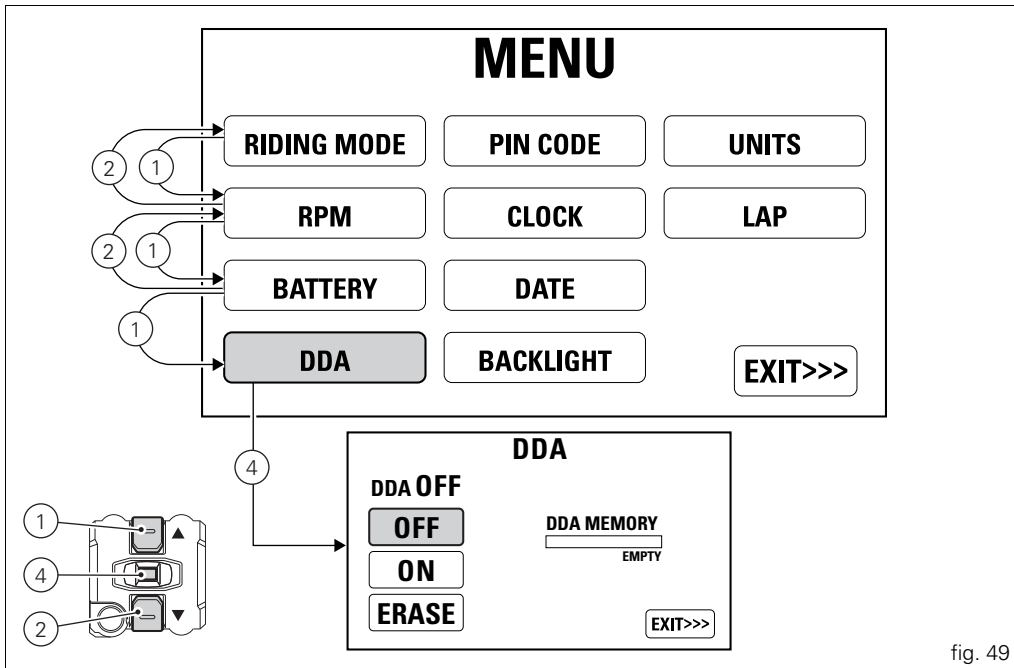 MENU
RIDING MODE PIN CODE UNITS
2 1
RPM CLOCK LAP
2 1
BATTERY DATE
1
DDA BACKLIGHT EXIT>>>
4
DDA
DDA OFF
OFF
DDA MEMORY
EMPTY
ON
ERASE
EXIT>>>
1
4
2
fig. 49